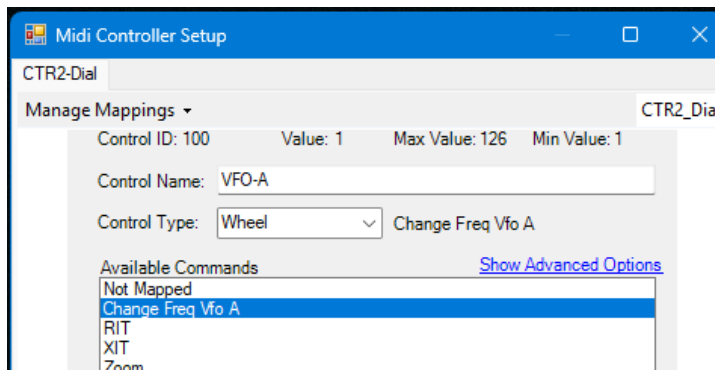 Midi Controller Setup
CTR2-Dial
Manage Mappings CTR2_Dia
Control ID: 100 Value: 1 Max Value: 126 Min Value: 1
Control Name: VFO-A
Control Type: Wheel Change Freq Vfo A
Available Commands Show Advanced Options
Not Mapped
Change Freq Vfo A
RIT
XIT
Zoom